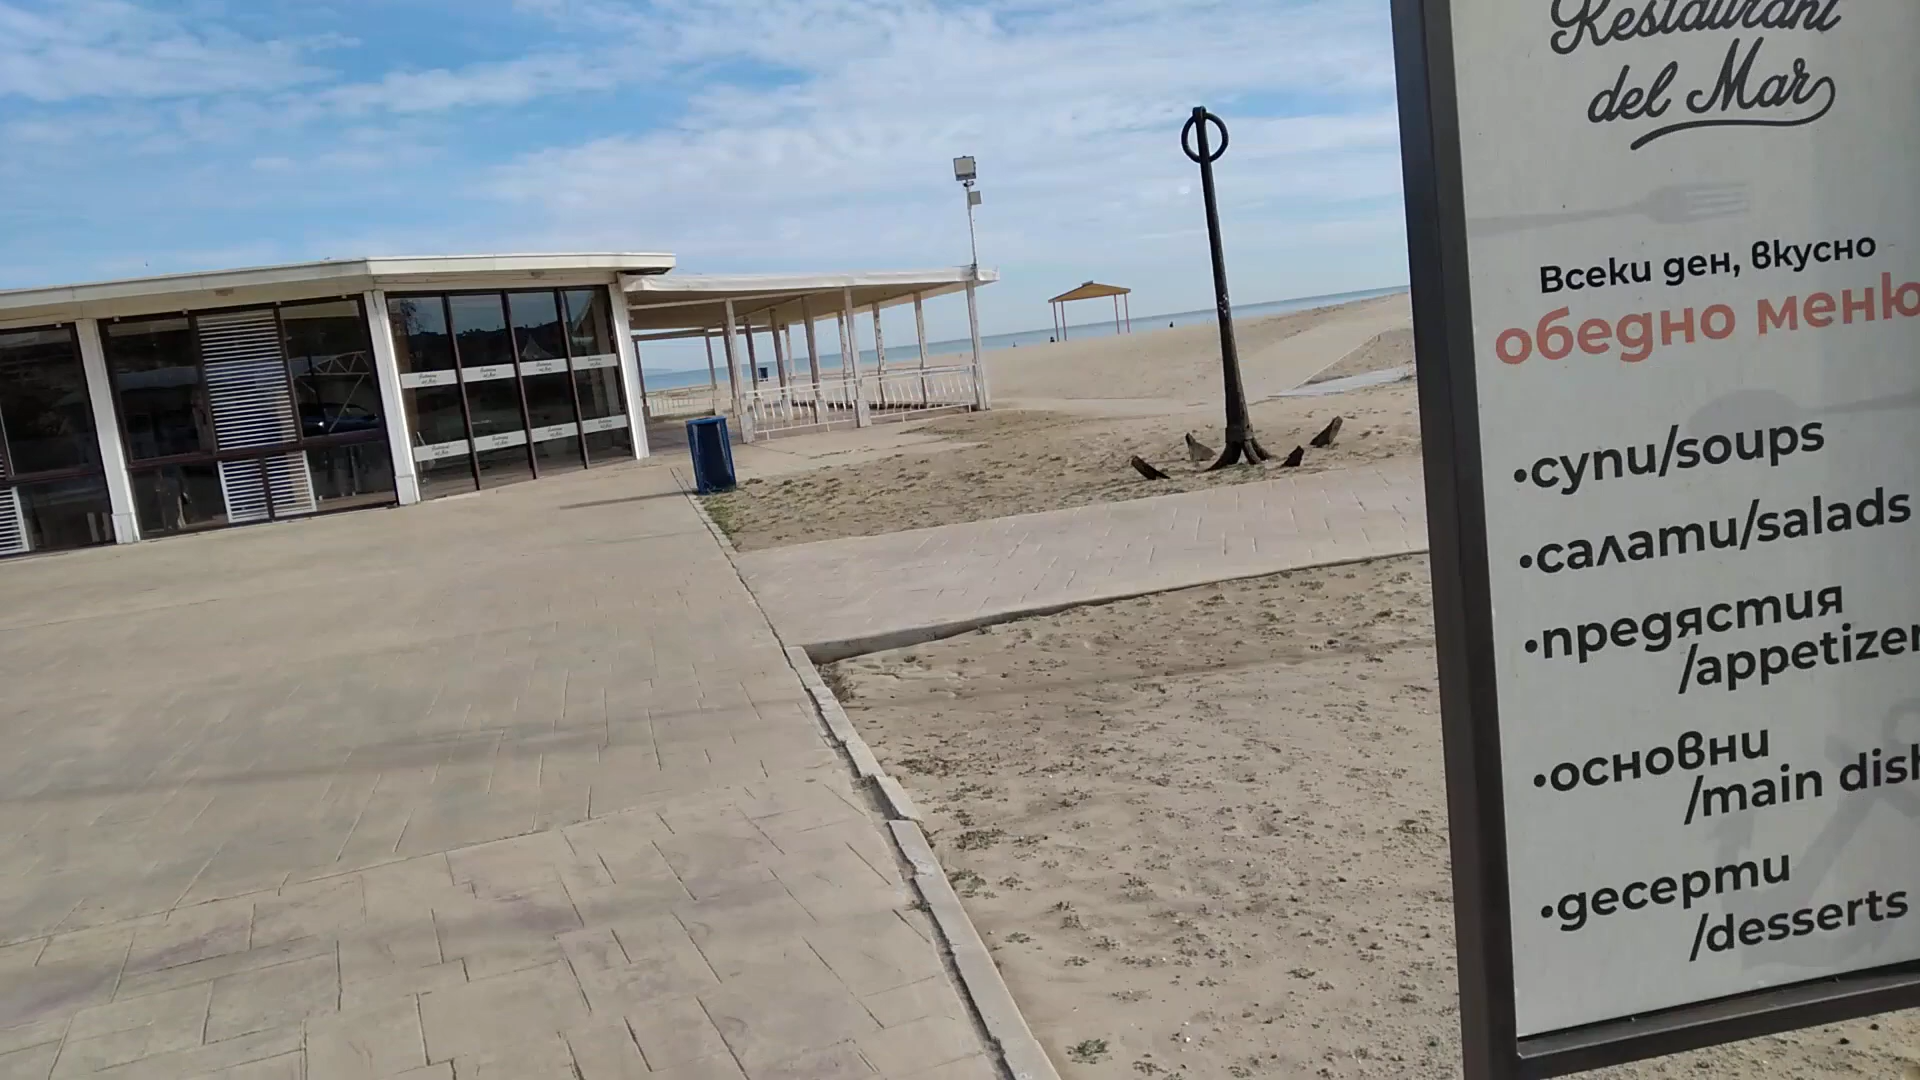 Restaurant
del Mar
Всеки ден, вкусно
обедно меню
•супи/soups
•салати/salads
•предястия
/appetizer
•основни
/main dish
•десерти
/desserts